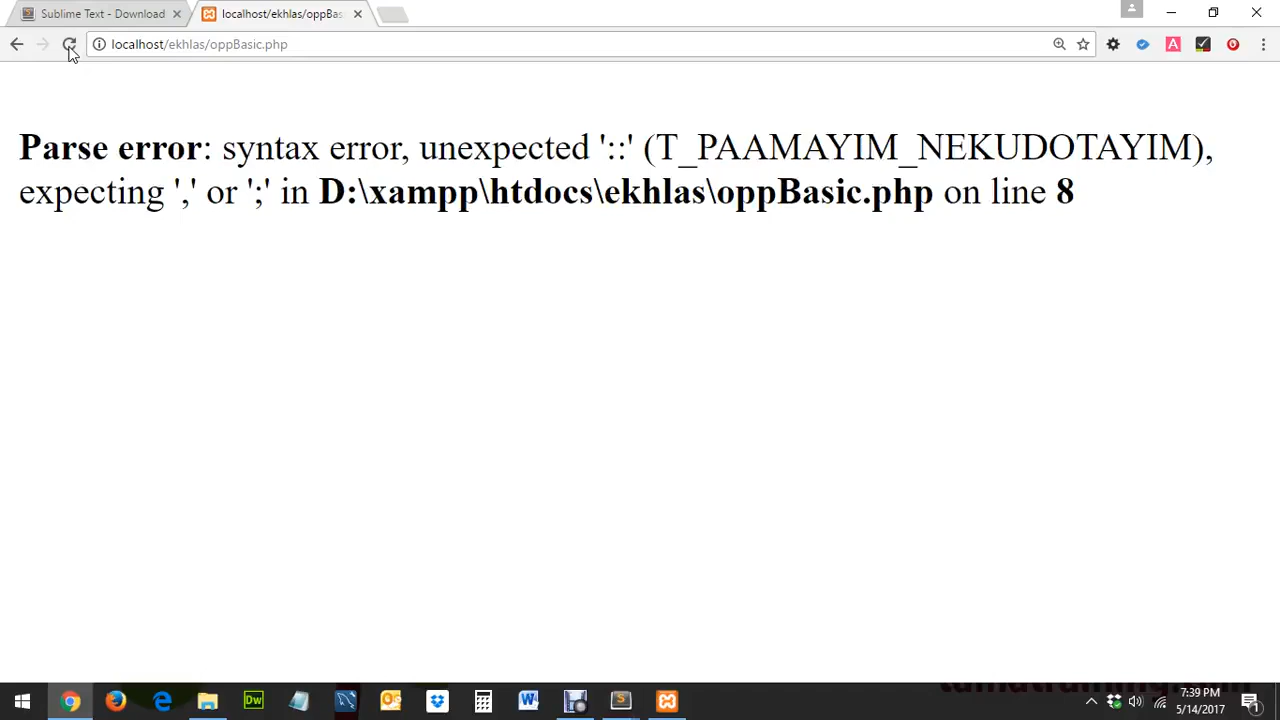 Sublime Text - Download
localhost/ekhlas/oppBas
localhost/ekhlas/oppBasic.php
A
Parse error: syntax error, unexpected '::' (T_PAAMAYIM_NEKUDOTAYIM),
expecting ',' or ';' in D:\xampp\htdocs\ekhlas\oppBasic.php on line 8
Dw
7:39 PM
5/14/2017